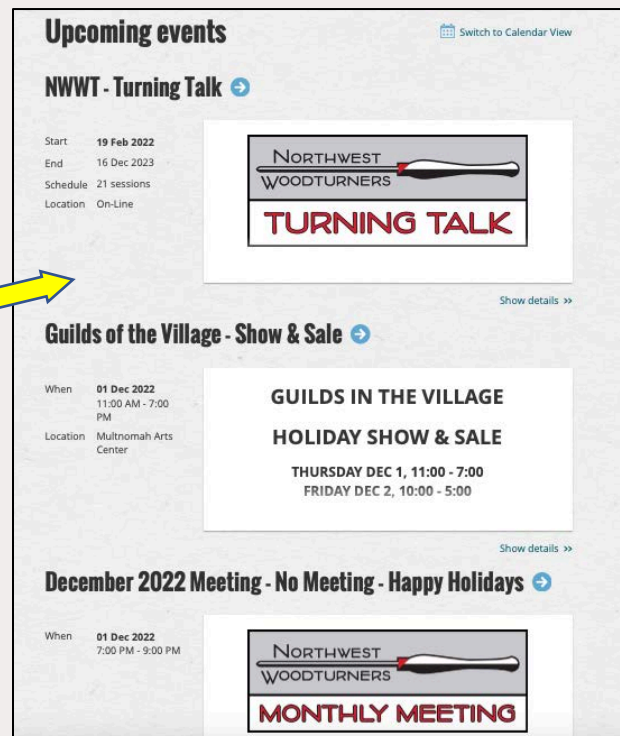 Upcoming events
Switch to Calendar View
NWWT - Turning Talk
Start 19 Feb 2022
End 16 Dec 2023
Schedule 21 sessions
Location On-Line
NORTHWEST
WOODTURNERS
TURNING TALK
Show details »
Guilds of the Village - Show & Sale
When 01 Dec 2022
11:00 AM - 7:00
PM
Location Multnomah Arts
Center
GUILDS IN THE VILLAGE
HOLIDAY SHOW & SALE
THURSDAY DEC 1, 11:00 - 7:00
FRIDAY DEC 2, 10:00 - 5:00
Show details »
December 2022 Meeting - No Meeting - Happy Holidays
When 01 Dec 2022
7:00 PM - 9:00 PM
NORTHWEST
WOODTURNERS
MONTHLY MEETING